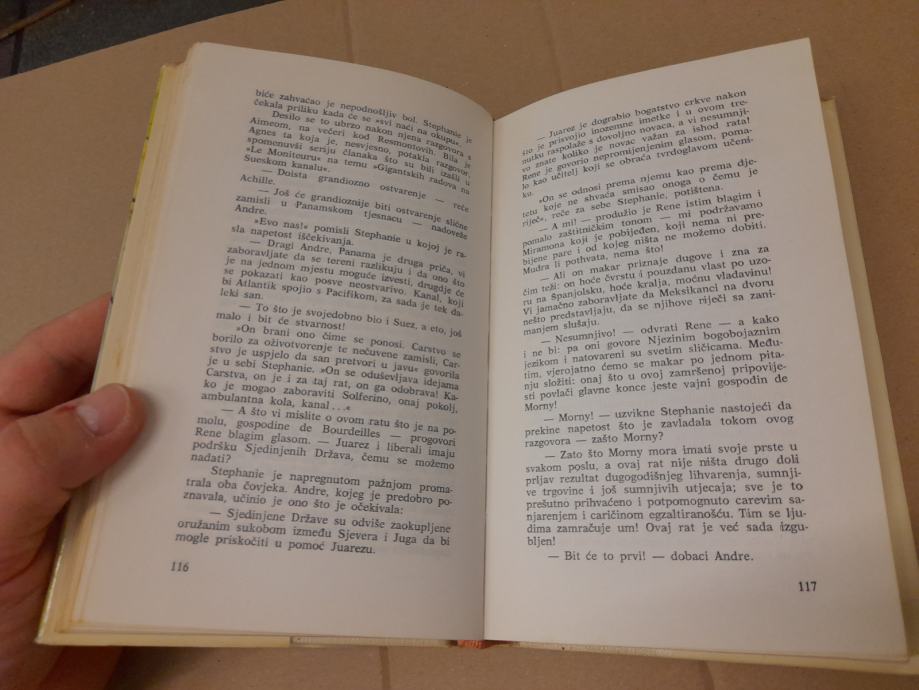 biće zahvaćao je nepodnošljiv bol. Stephanie je
čekala priliku kada će se »svi naći na okupu«.
Desilo se to ubrzo nakon njena razgovora s
Aimeom, na večeri kod Resmontovih. Bila je
Agnes ta koja je, nesvjesno, potakla razgovor,
spomenuvši seriju članaka što su bili izašli u
»Le Moniteuru« na temu »Gigantskih radova na
Sueskom kanalu«.
— Doista grandiozno ostvarenje — reče
Achille.
— Još će grandioznije biti ostvarenje slične
zamisli u Panamskom tjesnacu — nadoveše
Andre.
»Evo nas!« pomisli Stephanie u kojoj je ra-
sla napetost iščekivanja.
— Dragi Andre, Panama je druga priča, vi
zaboravljate da se tereni razlikuju i da ono što
je na jednom mjestu moguće izvesti, drugdje će
se pokazati kao posve neostvarivo. Kanal, koji
bi Atlantik spojio s Pacifikom, za sada je tek da-
leki san.
— To što je svojedobno bio i Suez, a eto, još
malo i bit će stvarnost!
»On brani ono čime se ponosi. Carstvo se
borilo za oživotvorenje te nečuvene zamisli, Car-
stvo je uspjelo da san pretvori u javu« govorila
je u sebi Stephanie. »On se oduševljava idejama
Carstva, on je i za taj rat, on ga odobrava! Ka-
ko je mogao zaboraviti Solferino, onaj pokolj,
ambulantna kola, kanal . . .«
— A što vi mislite o ovom ratu što je na po-
molu, gospodine de Bourdeilles — progovori
Rene blagim glasom. — Juarez i liberali imaju
podršku Sjedinjenih Država, čemu se možemo
nadati?
Stephanie je napregnutom pažnjom proma-
trala oba čovjeka. Andre, kojeg je predobro po-
znavala, učinio je ono što je očekivala:
— Sjedinjene Države su odviše zaokupljene
oružanim sukobom između Sjevera i Juga da bi
mogle priskočiti u pomoć Juarezu.
116
— Juarez je dograbio bogatstvo crkve nakon
što je prisvojio inozemne imetke i u ovom tre-
nutku raspolaže s dovoljno novaca, a vi nesumnji-
vo znate koliko je novac važan za ishod rata!
Rene je govorio nepromijenjenim glasom, poma-
lo kao učitelj koji se obraća tvrdoglavom učeni-
ku.
»On se odnosi prema njemu kao prema dje-
tetu koje ne shvaća smisao onoga o čemu je
riječ«, reče za sebe Stephanie, potištena.
— A mi! — produžio je Rene istim blagim i
pomalo zaštitničkim tonom — mi podržavamo
Miramona koji je pobijeđen, koji nema ni pre-
bijene pare i od kojeg ništa ne možemo dobiti.
Mudra li pothvata, nema što!
— Ali on makar priznaje dugove i zna za
čim teži: on hoće čvrstu i pouzdanu vlast po uzo-
ru na španjolsku, hoće kralja, moćnu vladavinu!
Vi jamačno zaboravljate da Meksikanci na dvoru
nešto predstavljaju, da se njihove riječi sa zani-
manjem slušaju.
— Nesumnjivo! — odvrati Rene — a kako
i ne bi: pa oni govore Njezinim bogobojaznim
jezikom i natovareni su svetim sličicama. Među-
tim, vjerojatno ćemo se makar po jednom pita-
nju složiti: onaj što u ovoj zamršenoj pripovije-
sti povlači glavne konce jeste vajni gospodin de
Morny!
— Morny! — uzvikne Stephanie nastojeći da
prekine napetost što je zavladala tokom ovog
razgovora — zašto Morny?
— Zato što Morny mora imati svoje prste u
svakom poslu, a ovaj rat nije ništa drugo doli
prljav rezultat dugogodišnjeg lihvarenja, sumnji-
ve trgovine i još sumnjivih utjecaja; sve je to
prešutno prihvaćeno i potpomognuto carevim sa-
njarenjem i caričinom egzaltiranošću. Tám se lju-
dima zamračuje um! Ovaj rat je već sada izgu-
bljen!
— Bit će to prvi! — dobaci Andre.
117